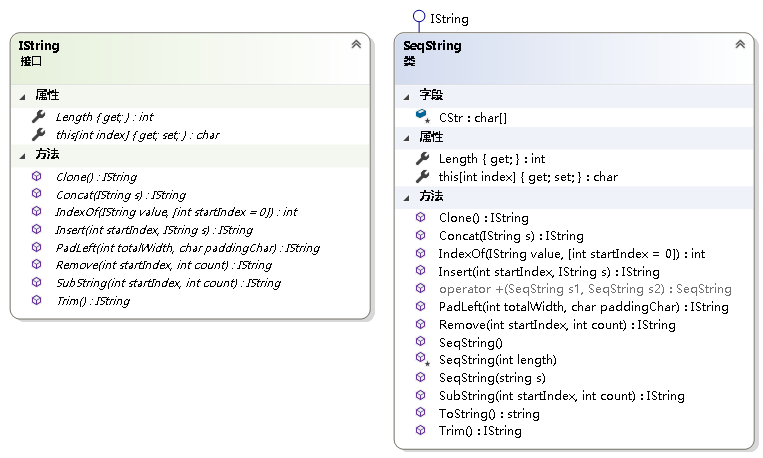 IString
接口
属性
Length { get; } : int
this[int index] { get; set; } : char
方法
Clone() : IString
Concat(IString s) : IString
IndexOf(IString value, [int startIndex = 0]) : int
Insert(int startIndex, IString s) : IString
PadLeft(int totalWidth, char paddingChar) : IString
Remove(int startIndex, int count) : IString
SubString(int startIndex, int count) : IString
Trim() : IString
IString
SeqString
类
字段
CStr : char[]
属性
Length { get; } : int
this[int index] { get; set; } : char
方法
Clone() : IString
Concat(IString s) : IString
IndexOf(IString value, [int startIndex = 0]) : int
Insert(int startIndex, IString s) : IString
operator +(SeqString s1, SeqString s2) : SeqString
PadLeft(int totalWidth, char paddingChar) : IString
Remove(int startIndex, int count) : IString
SeqString()
SeqString(int length)
SeqString(string s)
SubString(int startIndex, int count) : IString
ToString() : string
Trim() : IString